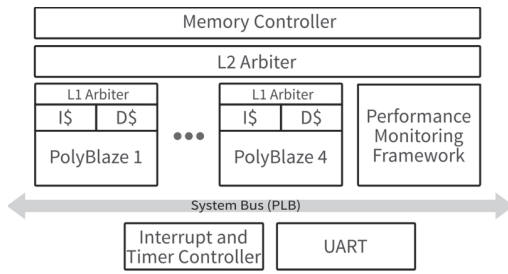 Memory Controller
L2 Arbiter
L1 Arbiter
I$ D$
PolyBlaze 1
L1 Arbiter
I$ D$
PolyBlaze 4
Performance
Monitoring
Framework
System Bus (PLB)
Interrupt and
Timer Controller
UART